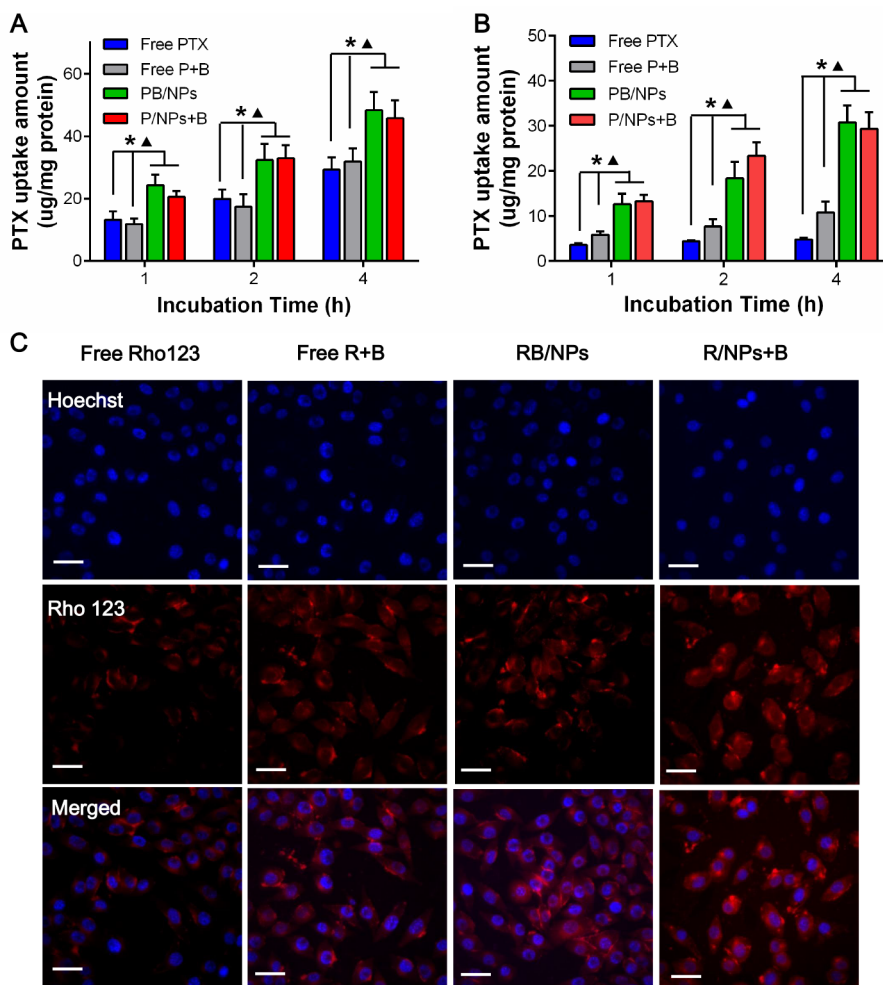 A
PTX uptake amount
(ug/mg protein)
60
40
20
0
Free PTX
Free P+B
PB/NPs
P/NPs+B
* ▲
* ▲
* ▲
1
2
4
Incubation Time (h)
B
PTX uptake amount
(ug/mg protein)
50
40
30
20
10
0
Free PTX
Free P+B
PB/NPs
P/NPs+B
* ▲
* ▲
* ▲
1
2
4
Incubation Time (h)
C
Free Rho123
Free R+B
RB/NPs
R/NPs+B
Hoechst
Rho 123
Merged